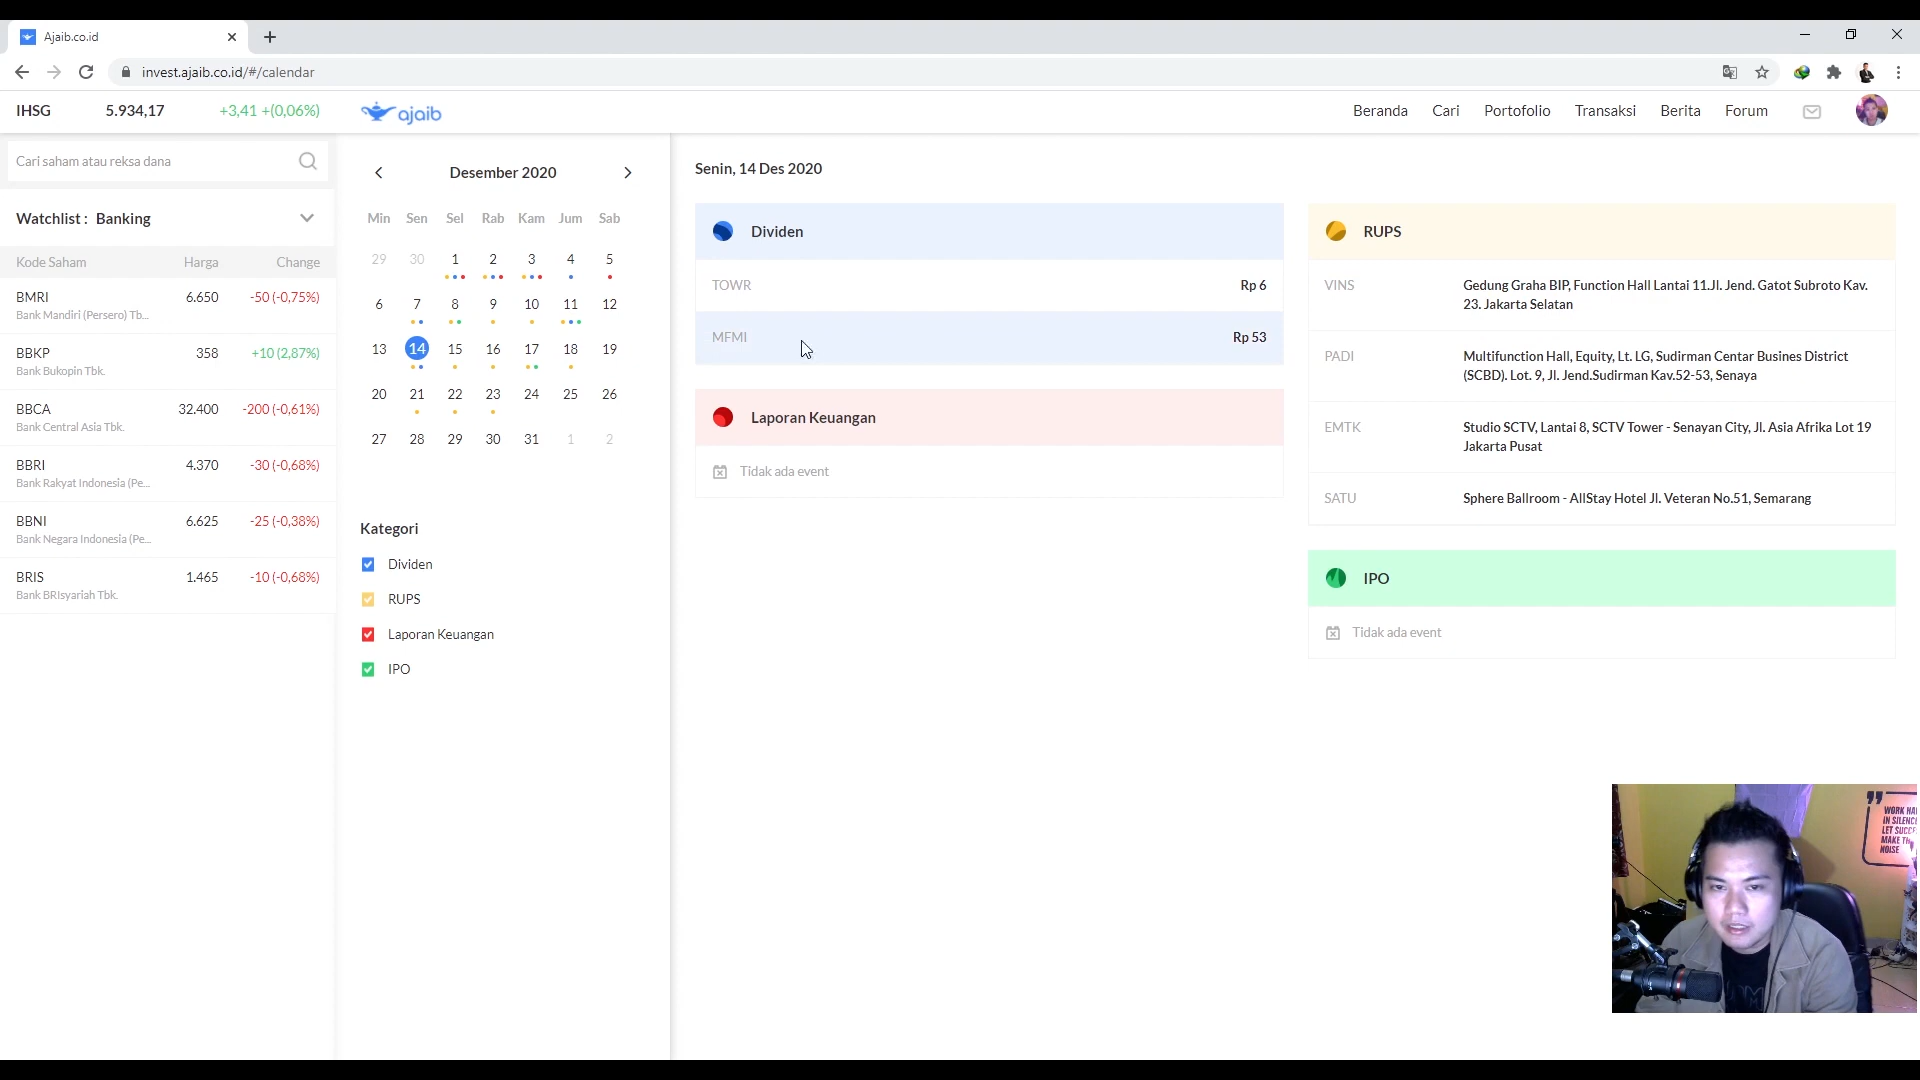 Ajaib.co.id
invest.ajaib.co.id/#/calendar
IHSG 5.934,17 +3,41 +(0,06%)
ajaib
Beranda Cari Portofolio Transaksi Berita Forum
Cari saham atau reksa dana
Watchlist : Banking
Kode Saham Harga Change
BMRI 6.650 -50 (-0,75%)
Bank Mandiri (Persero) Tb...
BBKP 358 +10 (2,87%)
Bank Bukopin Tbk.
BBCA 32.400 -200 (-0,61%)
Bank Central Asia Tbk.
BBRI 4.370 -30 (-0,68%)
Bank Rakyat Indonesia (Pe...
BBNI 6.625 -25 (-0,38%)
Bank Negara Indonesia (Pe...
BRIS 1.465 -10 (-0,68%)
Bank BRIsyariah Tbk.
Desember 2020
Min Sen Sel Rab Kam Jum Sab
29 30 1 2 3 4 5
6 7 8 9 10 11 12
13 14 15 16 17 18 19
20 21 22 23 24 25 26
27 28 29 30 31 1 2
Kategori
Dividen
RUPS
Laporan Keuangan
IPO
Senin, 14 Des 2020
Dividen
TOWR Rp 6
MFMI Rp 53
Laporan Keuangan
Tidak ada event
RUPS
VINS Gedung Graha BIP, Function Hall Lantai 11.Jl. Jend. Gatot Subroto Kav.
23. Jakarta Selatan
PADI Multifunction Hall, Equity, Lt. LG, Sudirman Centar Busines District
(SCBD). Lot. 9, Jl. Jend.Sudirman Kav.52-53, Senaya
EMTK Studio SCTV, Lantai 8, SCTV Tower - Senayan City, Jl. Asia Afrika Lot 19
Jakarta Pusat
SATU Sphere Ballroom - AllStay Hotel Jl. Veteran No.51, Semarang
IPO
Tidak ada event
WORK HA
IN SILENC
LET SUCC
MAKE TH
NOISE